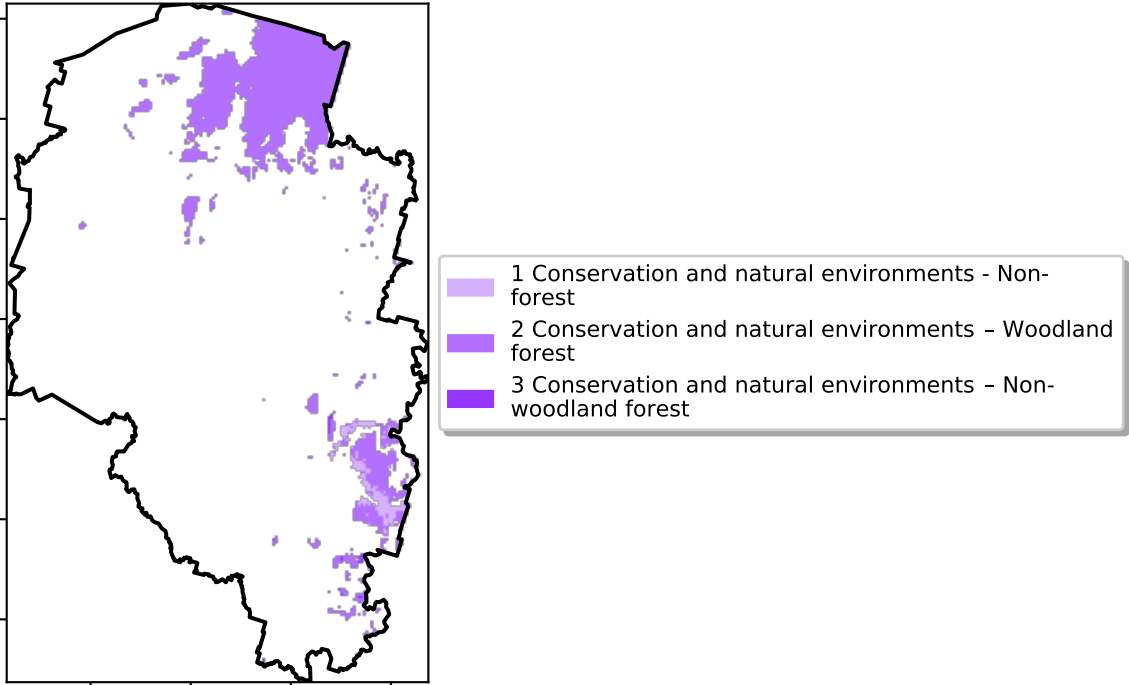 1 Conservation and natural environments - Non-
forest
2 Conservation and natural environments – Woodland
forest
3 Conservation and natural environments – Non-
woodland forest